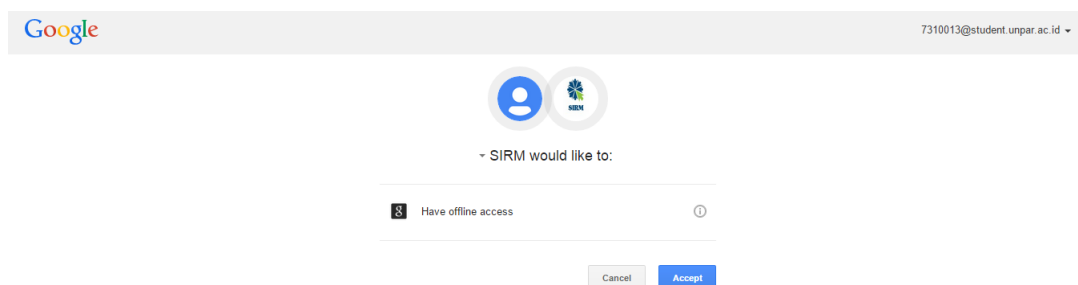 Google
7310013@student.unpar.ac.id
SIRM
SIRM would like to:
Have offline access
Cancel Accept